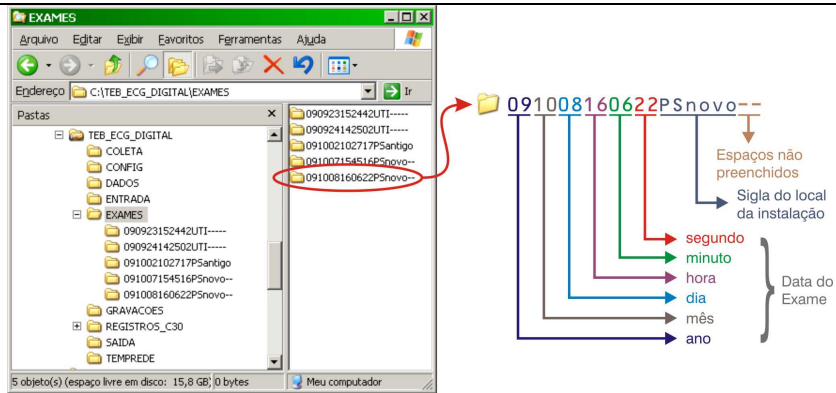 EXAMES
Arquivo Editar Exibir Favoritos Ferramentas Ajuda
Endereço C:\TEB_ECG_DIGITAL\EXAMES Ir
Pastas
TEB_ECG_DIGITAL
COLETA
CONFIG
DADOS
ENTRADA
EXAMES
090923152442UTI-----
090924142502UTI-----
091002102717PSantigo
091007154516PSnovo--
091008160622PSnovo--
GRAVACOES
REGISTROS_C30
SAIDA
TEMPREDE
090923152442UTI-----
090924142502UTI-----
091002102717PSantigo
091007154516PSnovo--
091008160622PSnovo--
5 objeto(s) (espaço livre em disco: 15,8 GB) 0 bytes Meu computador
091008160622PSnovo--
Espaços não
preenchidos
Sigla do local
da instalação
segundo
minuto
hora
dia
mês
ano
Data do
Exame